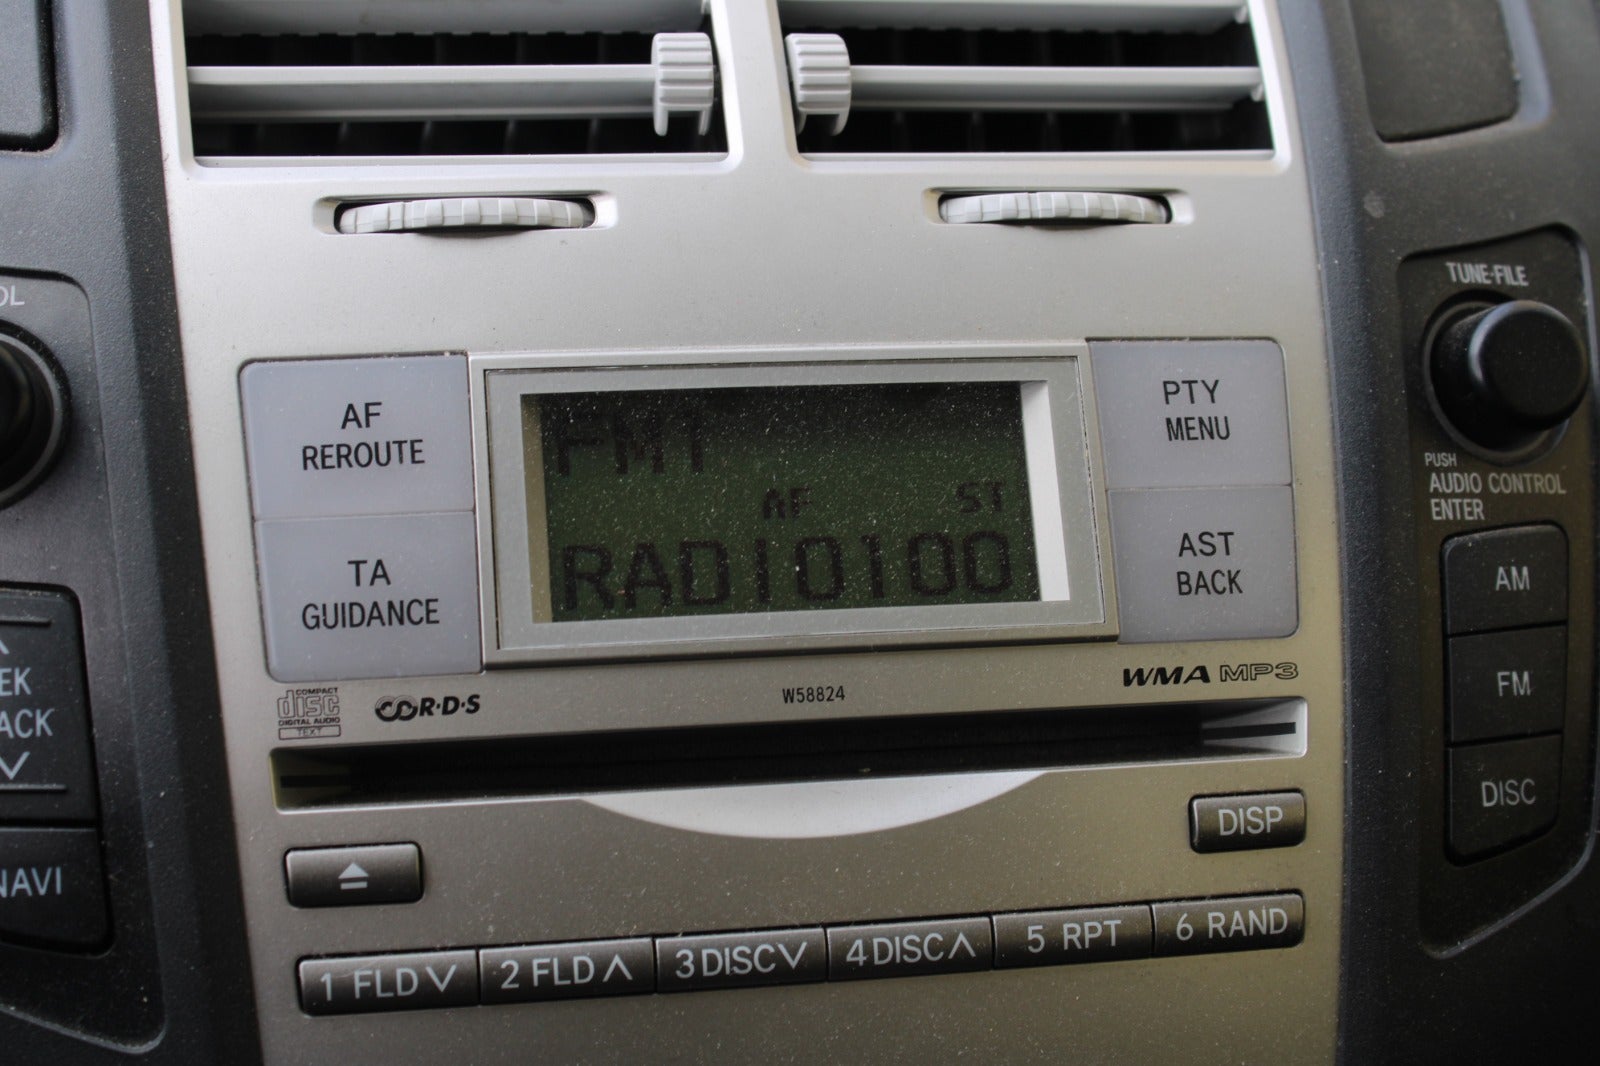 OL
TUNE·FILE
AF
REROUTE
PTY
MENU
FM1
AF ST
RADIO100
PUSH
AUDIO CONTROL
ENTER
TA
GUIDANCE
AST
BACK
AM
EK
ACK
FM
COMPACT
disc
DIGITAL AUDIO
TEXT
R·D·S
W58824
WMA MP3
DISC
DISP
NAVI
1 FLD 2 FLD 3 DISC 4 DISC 5 RPT 6 RAND